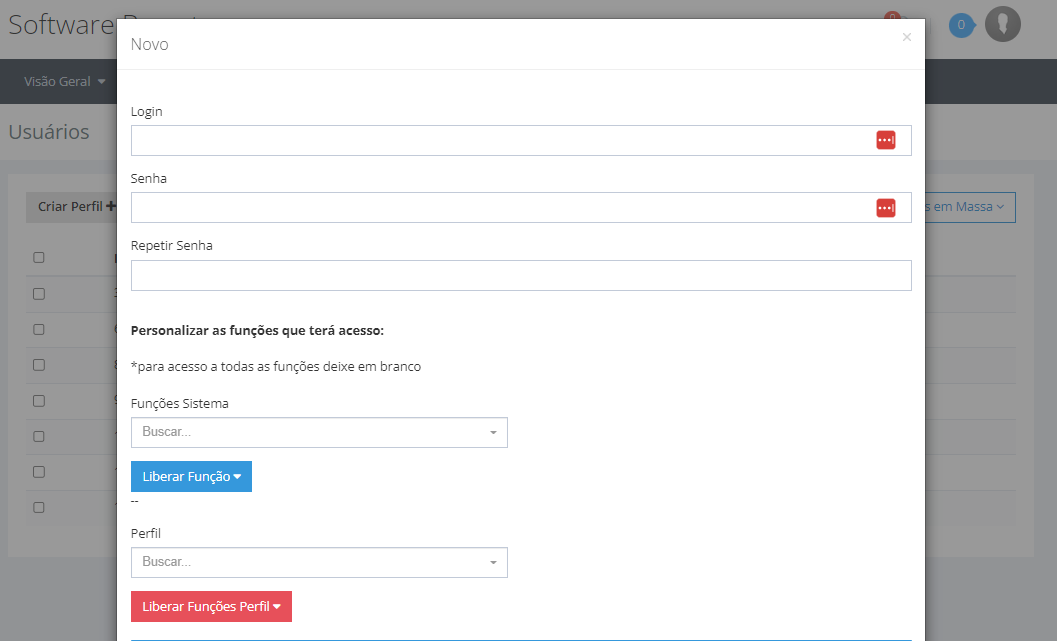 Software
0
Novo
×
Visão Geral
Usuários
Login
Senha
Criar Perfil
s em Massa
Repetir Senha
Personalizar as funções que terá acesso:
*para acesso a todas as funções deixe em branco
Funções Sistema
Buscar...
Liberar Função
--
Perfil
Buscar...
Liberar Funções Perfil